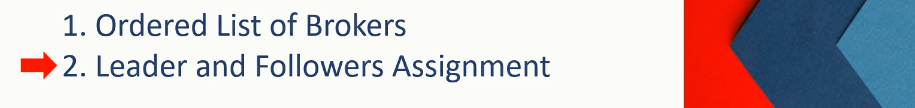 1. Ordered List of Brokers
2. Leader and Followers Assignment